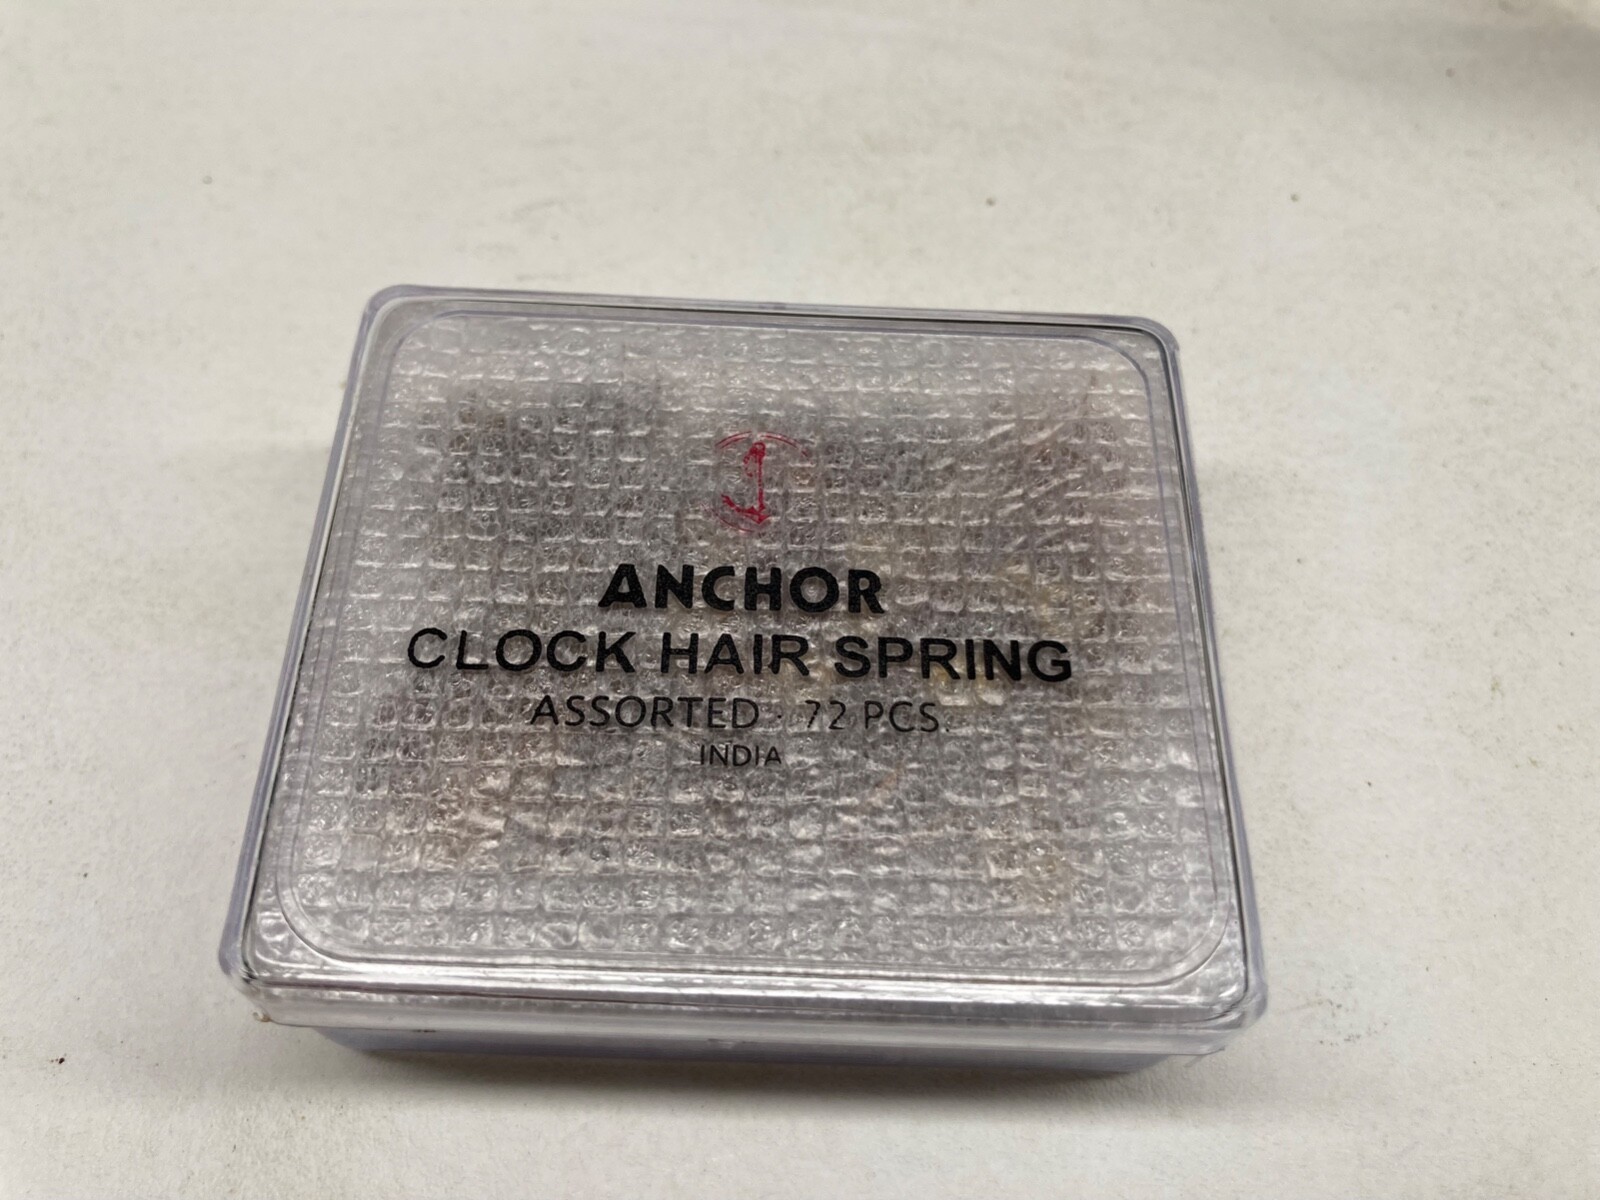 ANCHOR
CLOCK HAIR SPRING
ASSORTED · 72 PCS.
INDIA